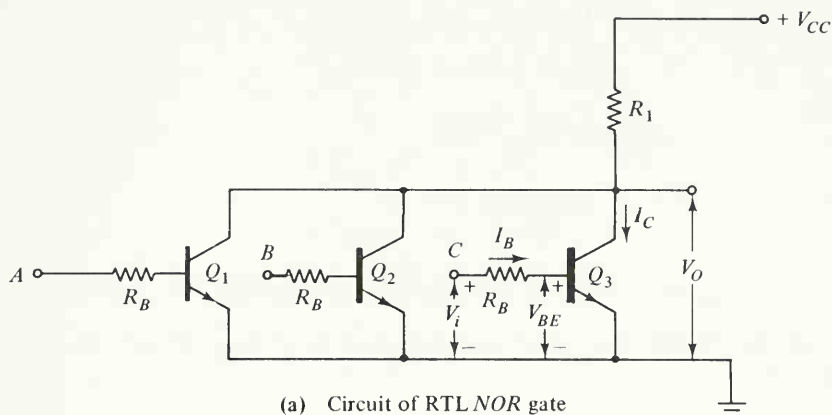 + V_CC
R_1
I_C
A
R_B
Q_1
B
R_B
Q_2
C
I_B
+
R_B
+
Q_3
V_i
V_BE
V_O
−
−
(a) Circuit of RTL NOR gate